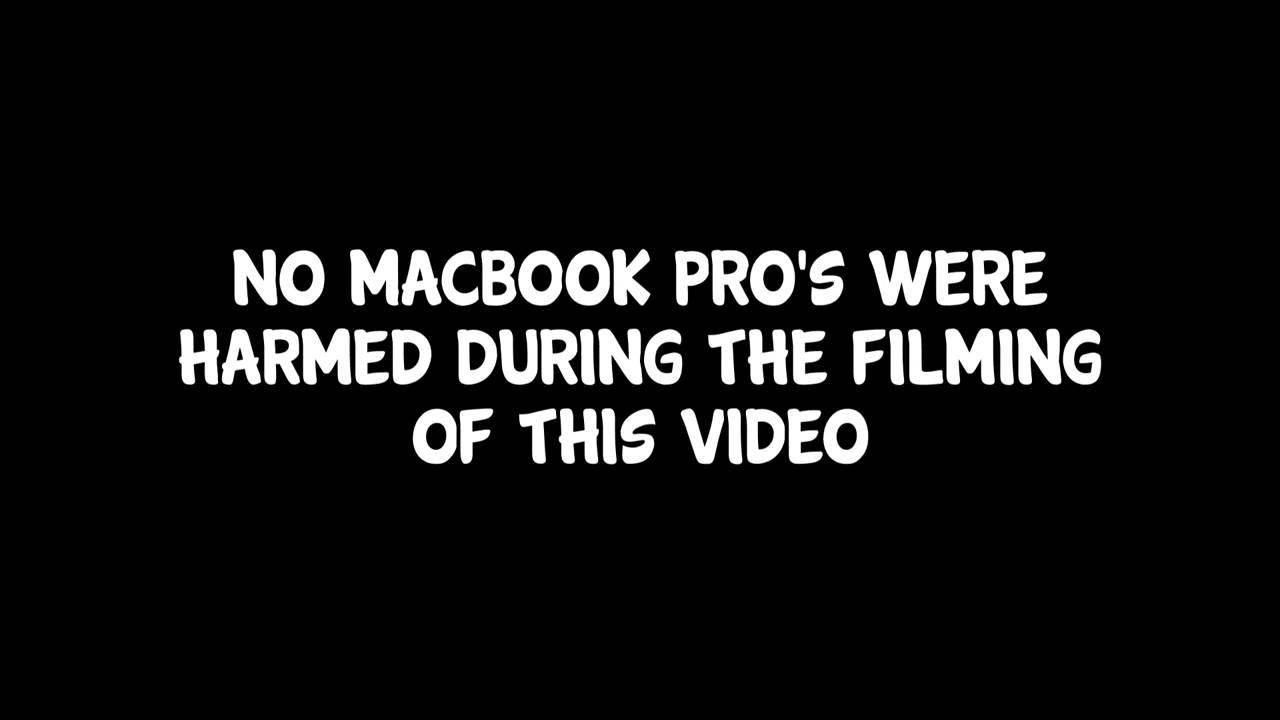 NO MACBOOK PRO'S WERE
HARMED DURING THE FILMING
OF THIS VIDEO